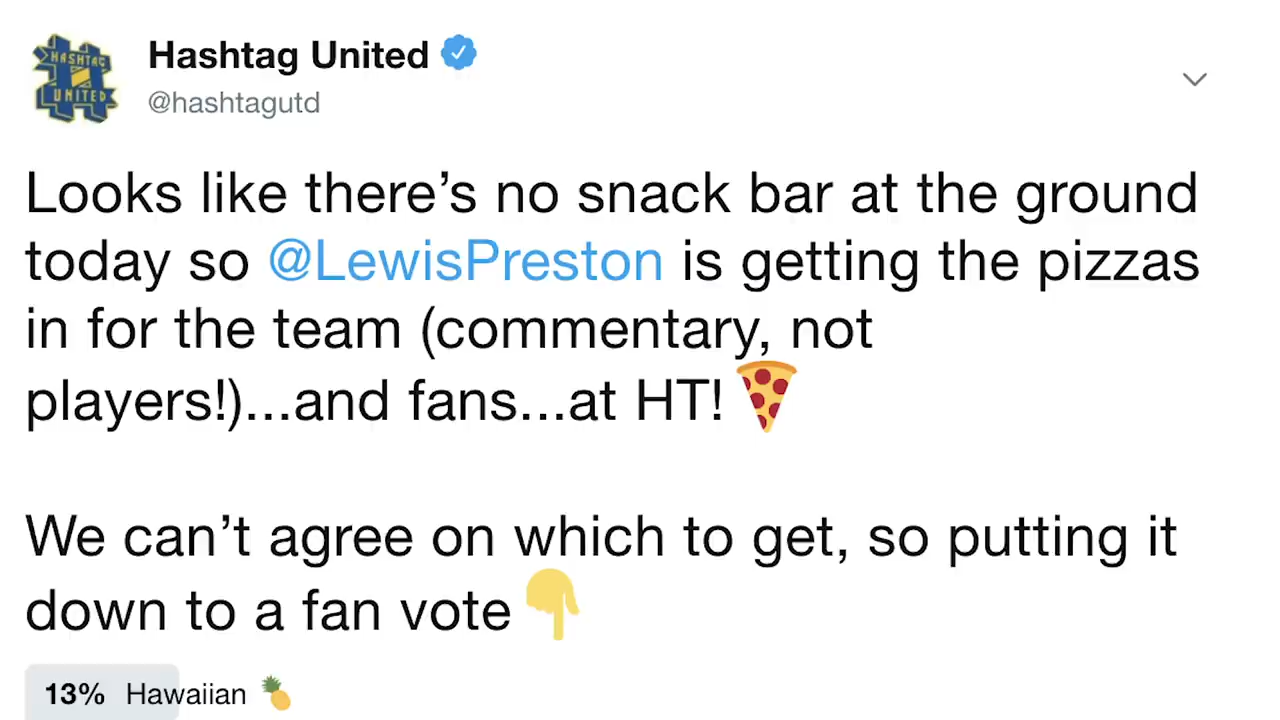 HASHTAG
UNITED
Hashtag United
@hashtagutd
Looks like there’s no snack bar at the ground
today so @LewisPreston is getting the pizzas
in for the team (commentary, not
players!)...and fans...at HT! 🍕
We can’t agree on which to get, so putting it
down to a fan vote 👇
13% Hawaiian 🍍